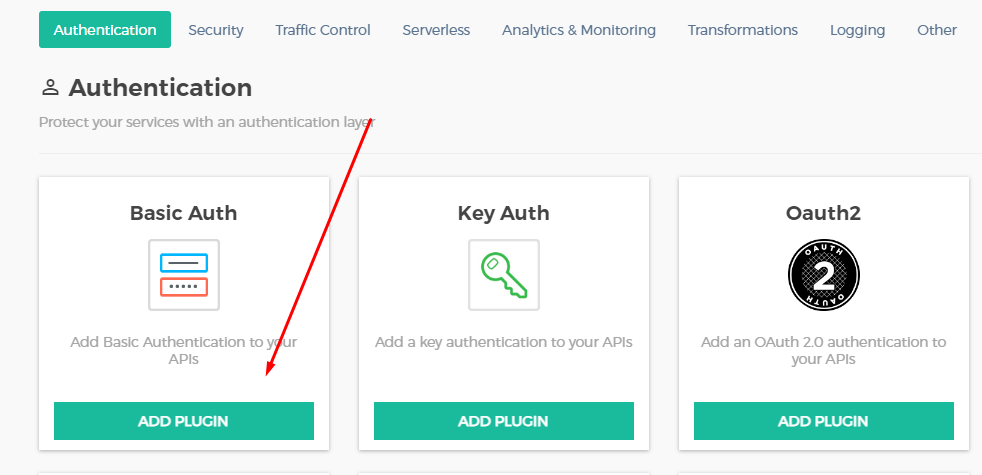 Authentication Security Traffic Control Serverless Analytics & Monitoring Transformations Logging Other
Authentication
Protect your services with an authentication layer
Basic Auth
Add Basic Authentication to your
APIs
ADD PLUGIN
Key Auth
Add a key authentication to your APIs
ADD PLUGIN
Oauth2
OAUTH
2
OAUTH
Add an OAuth 2.0 authentication to
your APIs
ADD PLUGIN